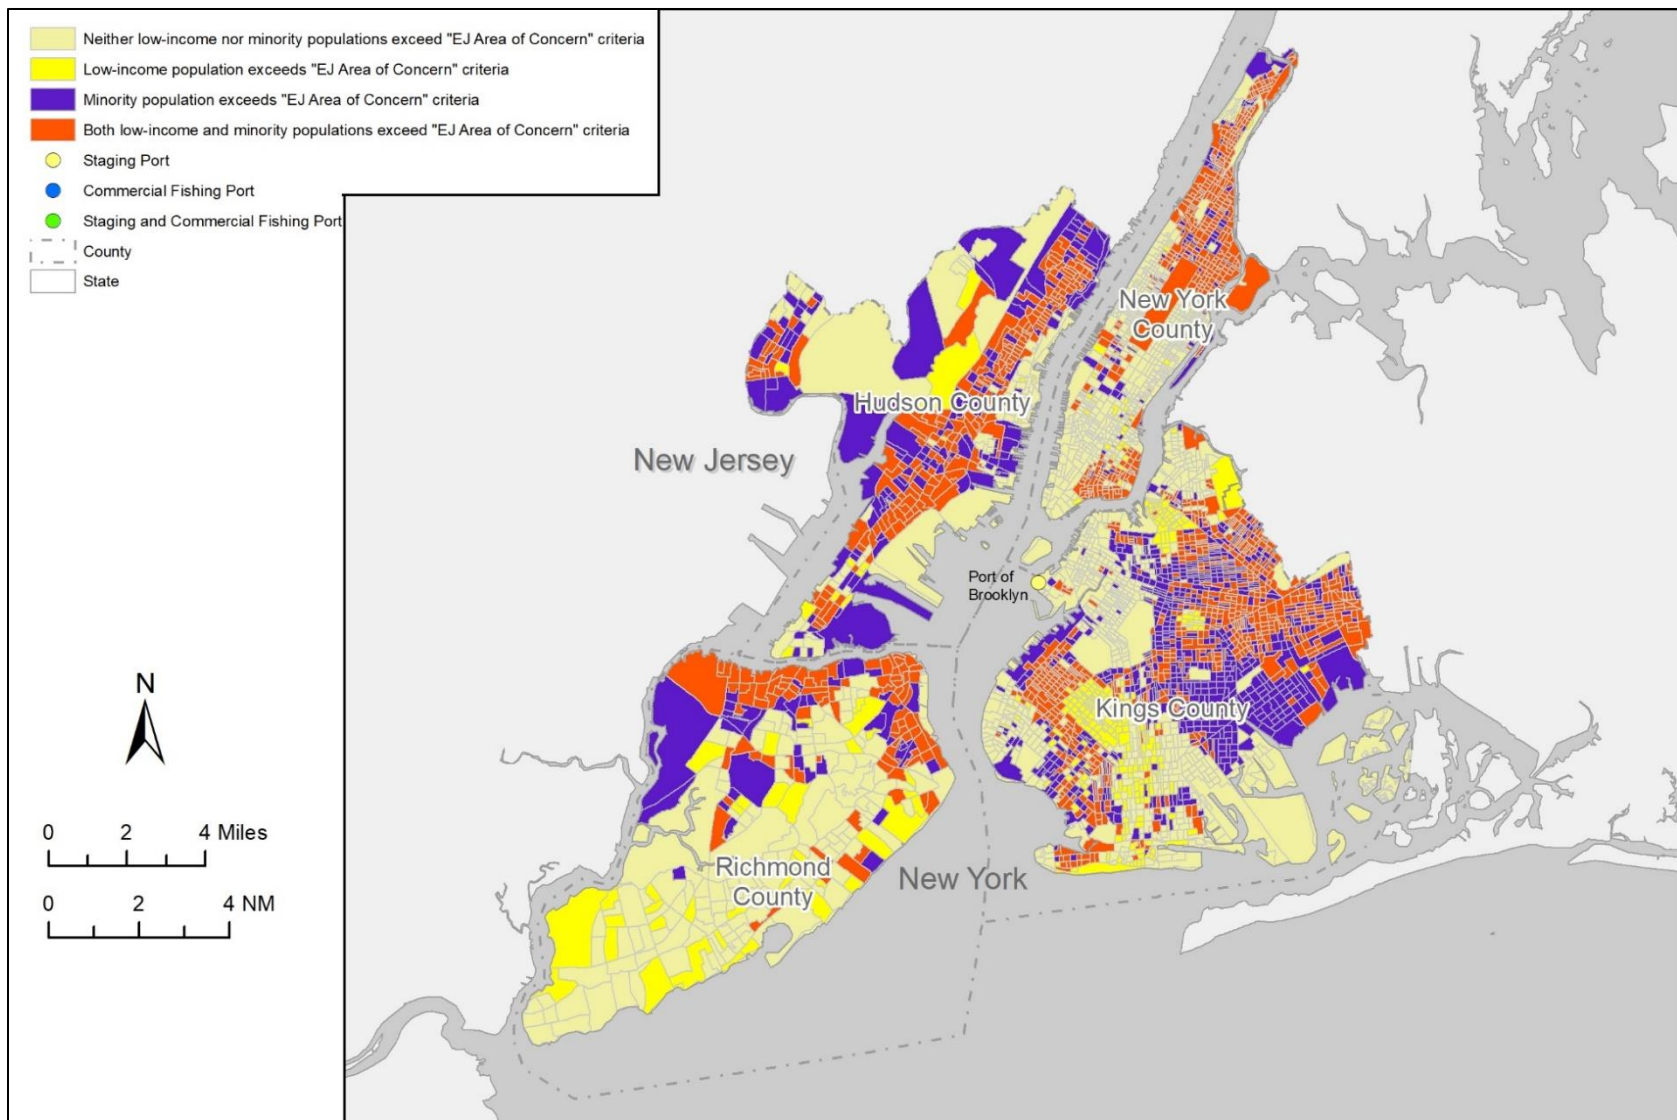 Neither low-income nor minority populations exceed "EJ Area of Concern" criteria
Low-income population exceeds "EJ Area of Concern" criteria
Minority population exceeds "EJ Area of Concern" criteria
Both low-income and minority populations exceed "EJ Area of Concern" criteria
Staging Port
Commercial Fishing Port
Staging and Commercial Fishing Port
County
State
New York
County
Hudson County
New Jersey
Port of
Brooklyn
Kings County
N
0 2 4 Miles
Richmond
County
New York
0 2 4 NM